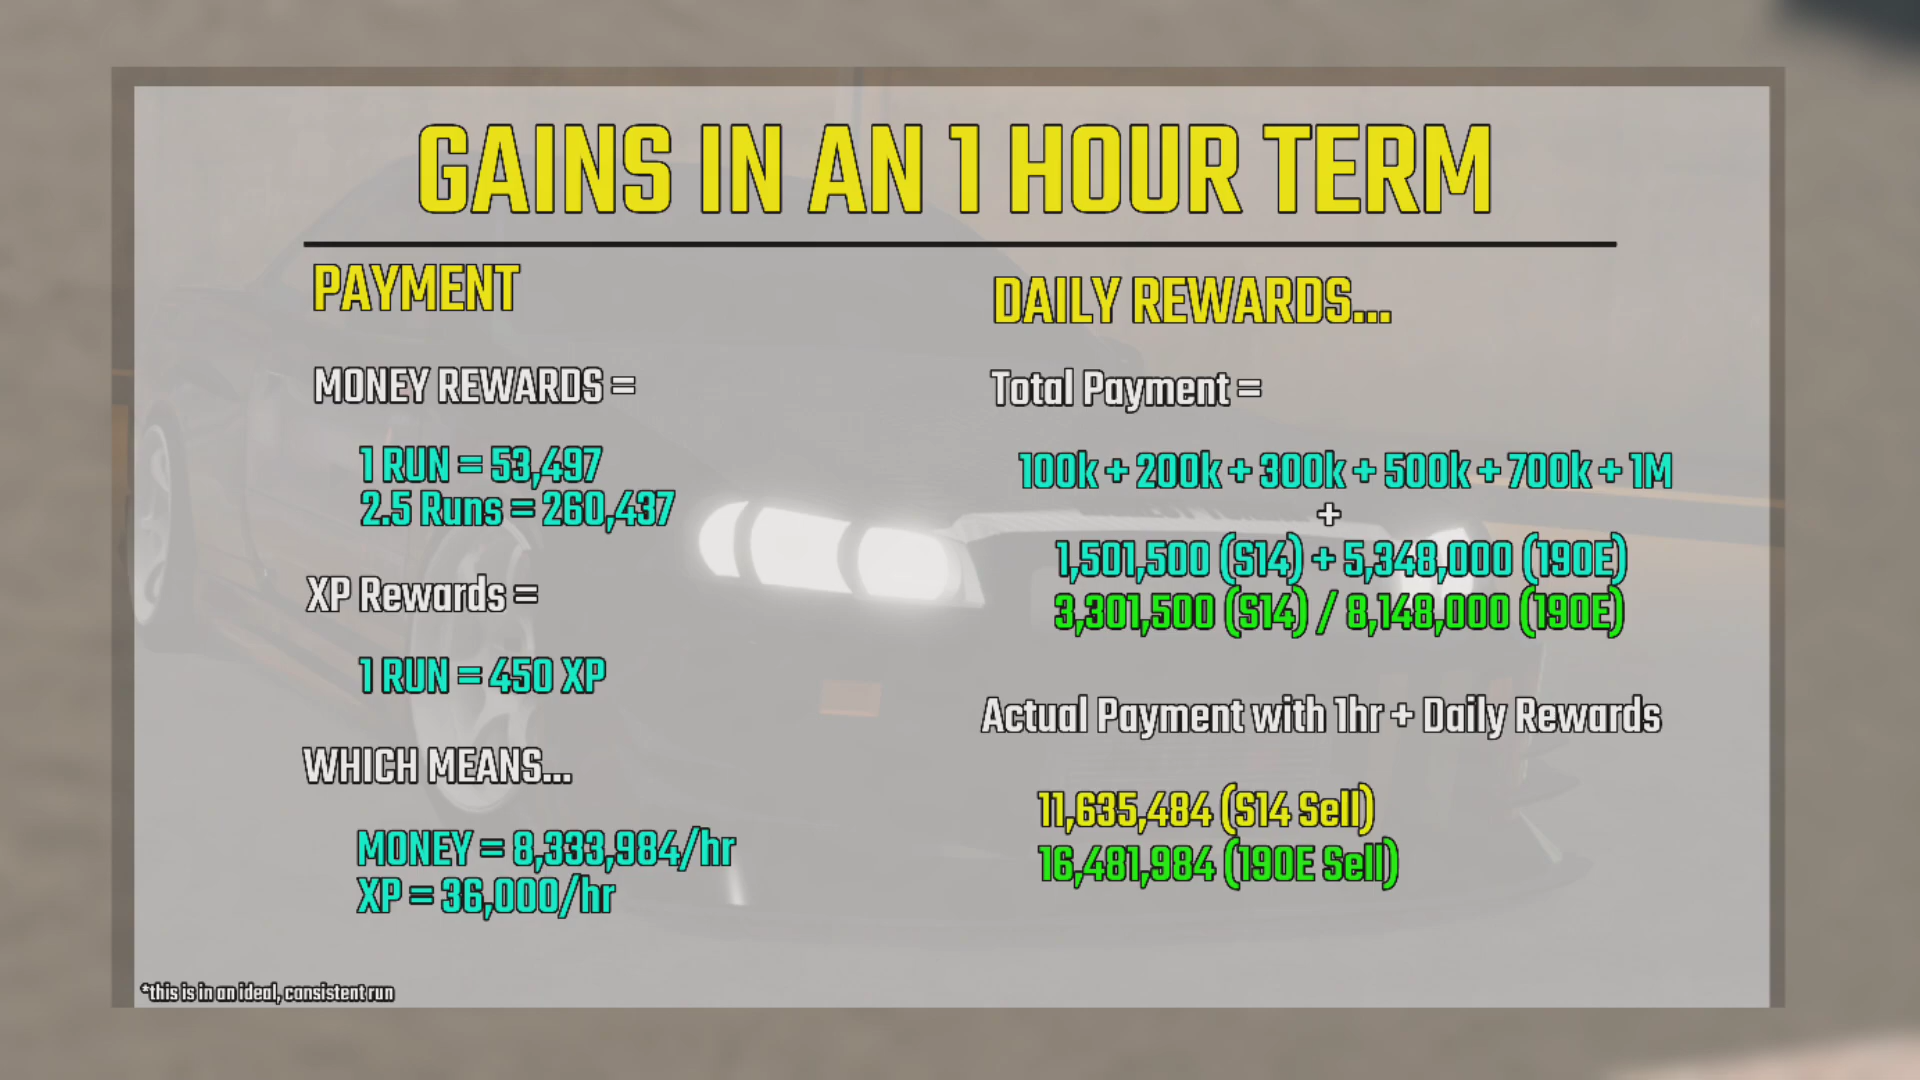 GAINS IN AN 1 HOUR TERM
PAYMENT
MONEY REWARDS =
1 RUN = 53,497
2.5 Runs = 260,437
XP Rewards =
1 RUN = 450 XP
WHICH MEANS...
MONEY = 8,333,984/hr
XP = 36,000/hr
*this is in an ideal, consistent run
DAILY REWARDS...
Total Payment =
100k + 200k + 300k + 500k + 700k + 1M
+
1,501,500 (S14) + 5,348,000 (190E)
3,301,500 (S14) / 8,148,000 (190E)
Actual Payment with 1hr + Daily Rewards
11,635,484 (S14 Sell)
16,481,984 (190E Sell)